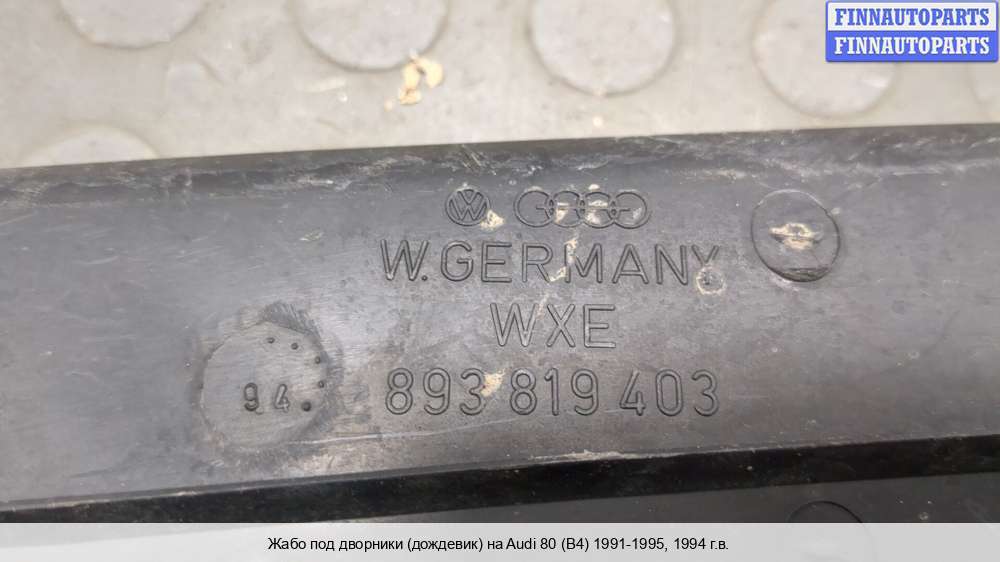 FINNAUTOPARTS
FINNAUTOPARTS
VW
W.GERMANY
WXE
893 819 403
94
Жабо под дворники (дождевик) на Audi 80 (B4) 1991-1995, 1994 г.в.